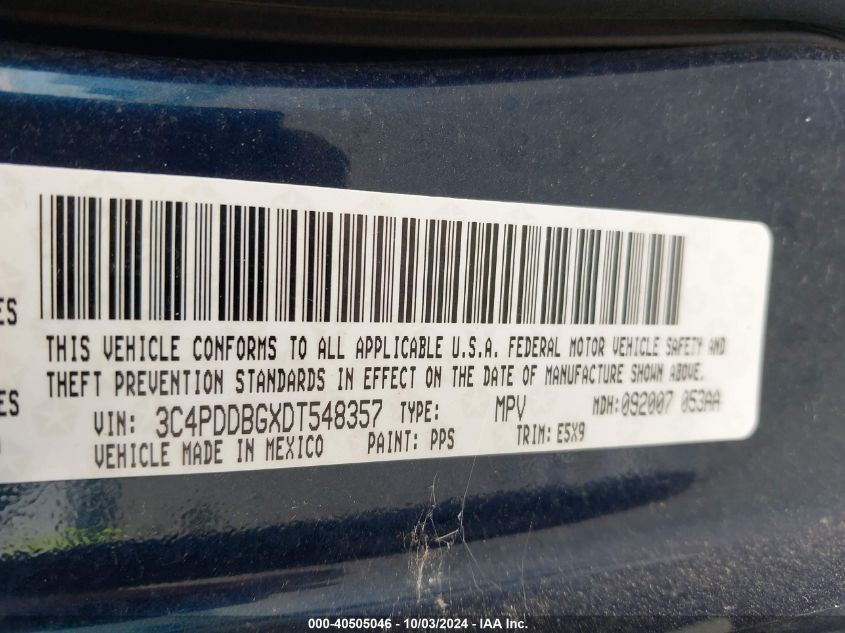 ES
ES
THIS VEHICLE CONFORMS TO ALL APPLICABLE U.S.A. FEDERAL MOTOR VEHICLE SAFETY AND
THEFT PREVENTION STANDARDS IN EFFECT ON THE DATE OF MANUFACTURE SHOWN ABOVE.
VIN: 3C4PDDBGXDT548357 TYPE: MPV MDH:092007 053AA
VEHICLE MADE IN MEXICO PAINT: PPS TRIM: E5X9
000-40505046 - 10/03/2024 - IAA Inc.